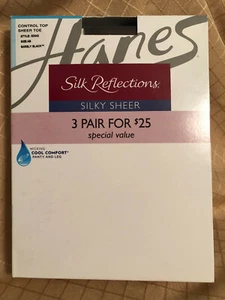 CONTROL TOP
SHEER TOE
Hanes
Silk Reflections
SILKY SHEER
3 PAIR FOR $25
special value
COOL COMFORT
PANTY AND LEG